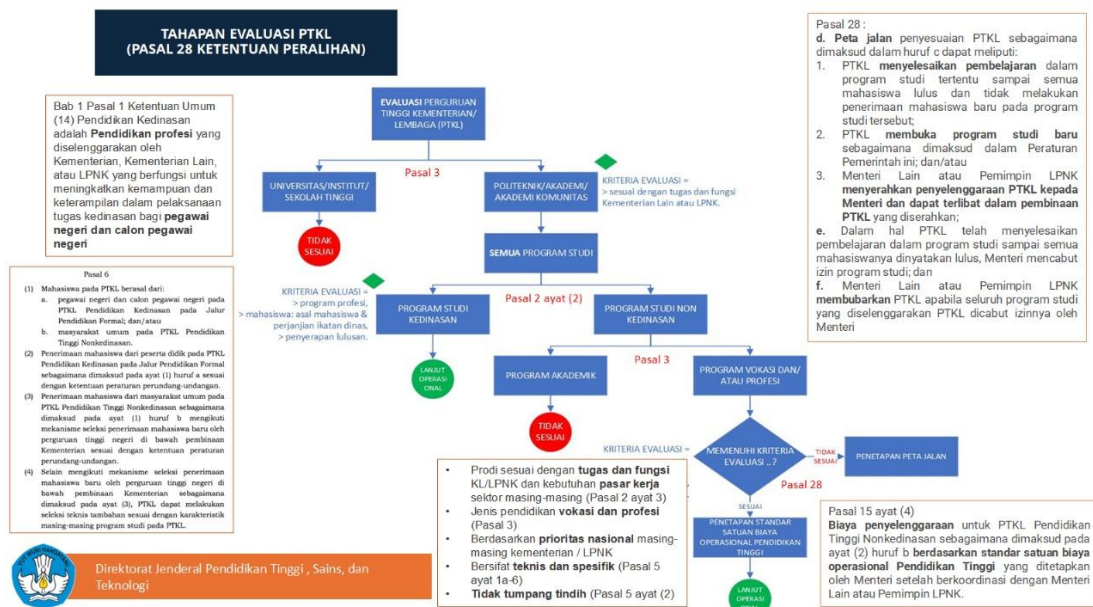 TAHAPAN EVALUASI PTKL
(PASAL 28 KETENTUAN PERALIHAN)
Bab 1 Pasal 1 Ketentuan Umum
(14) Pendidikan Kedinasan
adalah Pendidikan profesi yang
diselenggarakan oleh
Kementerian, Kementerian Lain,
atau LPNK yang berfungsi untuk
meningkatkan kemampuan dan
keterampilan dalam pelaksanaan
tugas kedinasan bagi pegawai
negeri dan calon pegawai
negeri
Pasal 6
(1) Mahasiswa pada PTKL berasal dari:
a. pegawai negeri dan calon pegawai negeri pada
PTKL Pendidikan Kedinasan pada Jalur
Pendidikan Formal; dan/atau
b. masyarakat umum pada PTKL Pendidikan
Tinggi Nonkedinasan.
(2) Penerimaan mahasiswa dari peserta didik pada PTKL
Pendidikan Kedinasan pada Jalur Pendidikan Formal
sebagaimana dimaksud pada ayat (1) huruf a sesuai
dengan ketentuan peraturan perundang-undangan.
(3) Penerimaan mahasiswa dari masyarakat umum pada
PTKL Pendidikan Tinggi Nonkedinasan sebagaimana
dimaksud pada ayat (1) huruf b mengikuti
mekanisme seleksi penerimaan mahasiswa baru oleh
perguruan tinggi negeri di bawah pembinaan
Kementerian sesuai dengan ketentuan peraturan
perundang-undangan.
(4) Selain mengikuti mekanisme seleksi penerimaan
mahasiswa baru oleh perguruan tinggi negeri di
bawah pembinaan Kementerian sebagaimana
dimaksud pada ayat (3), PTKL dapat melakukan
seleksi teknis tambahan sesuai dengan karakteristik
masing-masing program studi pada PTKL.
EVALUASI PERGURUAN
TINGGI KEMENTERIAN/
LEMBAGA (PTKL)
Pasal 3
UNIVERSITAS/INSTITUT/
SEKOLAH TINGGI
POLITEKNIK/AKADEMI/
AKADEMI KOMUNITAS
KRITERIA EVALUASI =
> sesuai dengan tugas dan fungsi
Kementerian Lain atau LPNK.
TIDAK
SESUAI
SEMUA PROGRAM STUDI
Pasal 2 ayat (2)
KRITERIA EVALUASI =
> program profesi,
> mahasiswa: asal mahasiswa &
perjanjian ikatan dinas,
> penyerapan lulusan.
PROGRAM STUDI
KEDINASAN
PROGRAM STUDI NON
KEDINASAN
LANJUT
OPERASI
ONAL
Pasal 3
PROGRAM AKADEMIK
PROGRAM VOKASI DAN/
ATAU PROFESI
TIDAK
SESUAI
KRITERIA EVALUASI =
MEMENUHI KRITERIA
EVALUASI ..?
TIDAK
SESUAI
PENETAPAN PETA JALAN
Pasal 28
SESUAI
PENETAPAN STANDAR
SATUAN BIAYA
OPERASIONAL PENDIDIKAN
TINGGI
LANJUT
OPERASI
ONAL
• Prodi sesuai dengan tugas dan fungsi
KL/LPNK dan kebutuhan pasar kerja
sektor masing-masing (Pasal 2 ayat 3)
• Jenis pendidikan vokasi dan profesi
(Pasal 3)
• Berdasarkan prioritas nasional masing-
masing kementerian / LPNK
• Bersifat teknis dan spesifik (Pasal 5
ayat 1a-6)
• Tidak tumpang tindih (Pasal 5 ayat (2)
Pasal 28 :
d. Peta jalan penyesuaian PTKL sebagaimana
dimaksud dalam huruf c dapat meliputi:
1. PTKL menyelesaikan pembelajaran dalam
program studi tertentu sampai semua
mahasiswa lulus dan tidak melakukan
penerimaan mahasiswa baru pada program
studi tersebut;
2. PTKL membuka program studi baru
sebagaimana dimaksud dalam Peraturan
Pemerintah ini; dan/atau
3. Menteri Lain atau Pemimpin LPNK
menyerahkan penyelenggaraan PTKL kepada
Menteri dan dapat terlibat dalam pembinaan
PTKL yang diserahkan;
e. Dalam hal PTKL telah menyelesaikan
pembelajaran dalam program studi sampai semua
mahasiswanya dinyatakan lulus, Menteri mencabut
izin program studi; dan
f. Menteri Lain atau Pemimpin LPNK
membubarkan PTKL apabila seluruh program studi
yang diselenggarakan PTKL dicabut izinnya oleh
Menteri
Pasal 15 ayat (4)
Biaya penyelenggaraan untuk PTKL Pendidikan
Tinggi Nonkedinasan sebagaimana dimaksud pada
ayat (2) huruf b berdasarkan standar satuan biaya
operasional Pendidikan Tinggi yang ditetapkan
oleh Menteri setelah berkoordinasi dengan Menteri
Lain atau Pemimpin LPNK.
TUT WURI HANDAYANI
Direktorat Jenderal Pendidikan Tinggi , Sains, dan
Teknologi